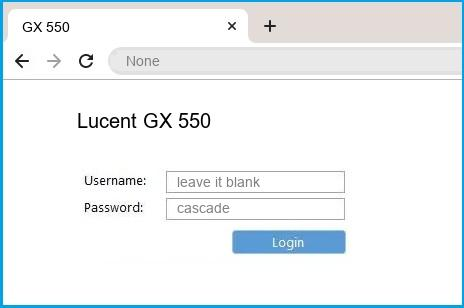 GX 550
None
Lucent GX 550
Username: leave it blank
Password: cascade
Login